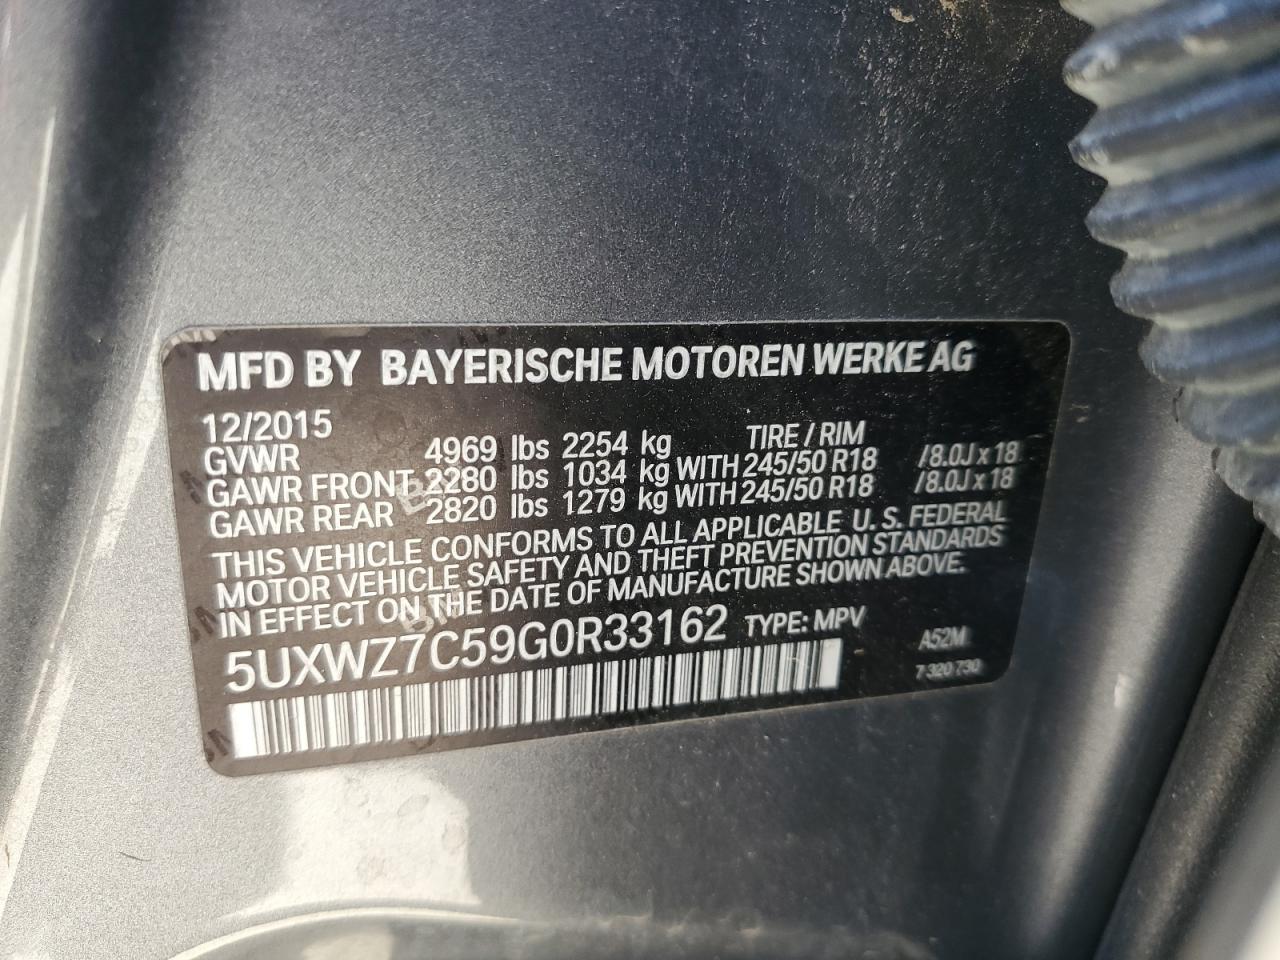 MFD BY BAYERISCHE MOTOREN WERKE AG
12/2015 TIRE / RIM
GVWR 4969 lbs 2254 kg
GAWR FRONT 2280 lbs 1034 kg WITH 245/50 R18 /8.0J x 18
GAWR REAR 2820 lbs 1279 kg WITH 245/50 R18 /8.0J x 18
THIS VEHICLE CONFORMS TO ALL APPLICABLE U. S. FEDERAL
MOTOR VEHICLE SAFETY AND THEFT PREVENTION STANDARDS
IN EFFECT ON THE DATE OF MANUFACTURE SHOWN ABOVE.
5UXWZ7C59G0R33162 TYPE: MPV A52M
7 320 730